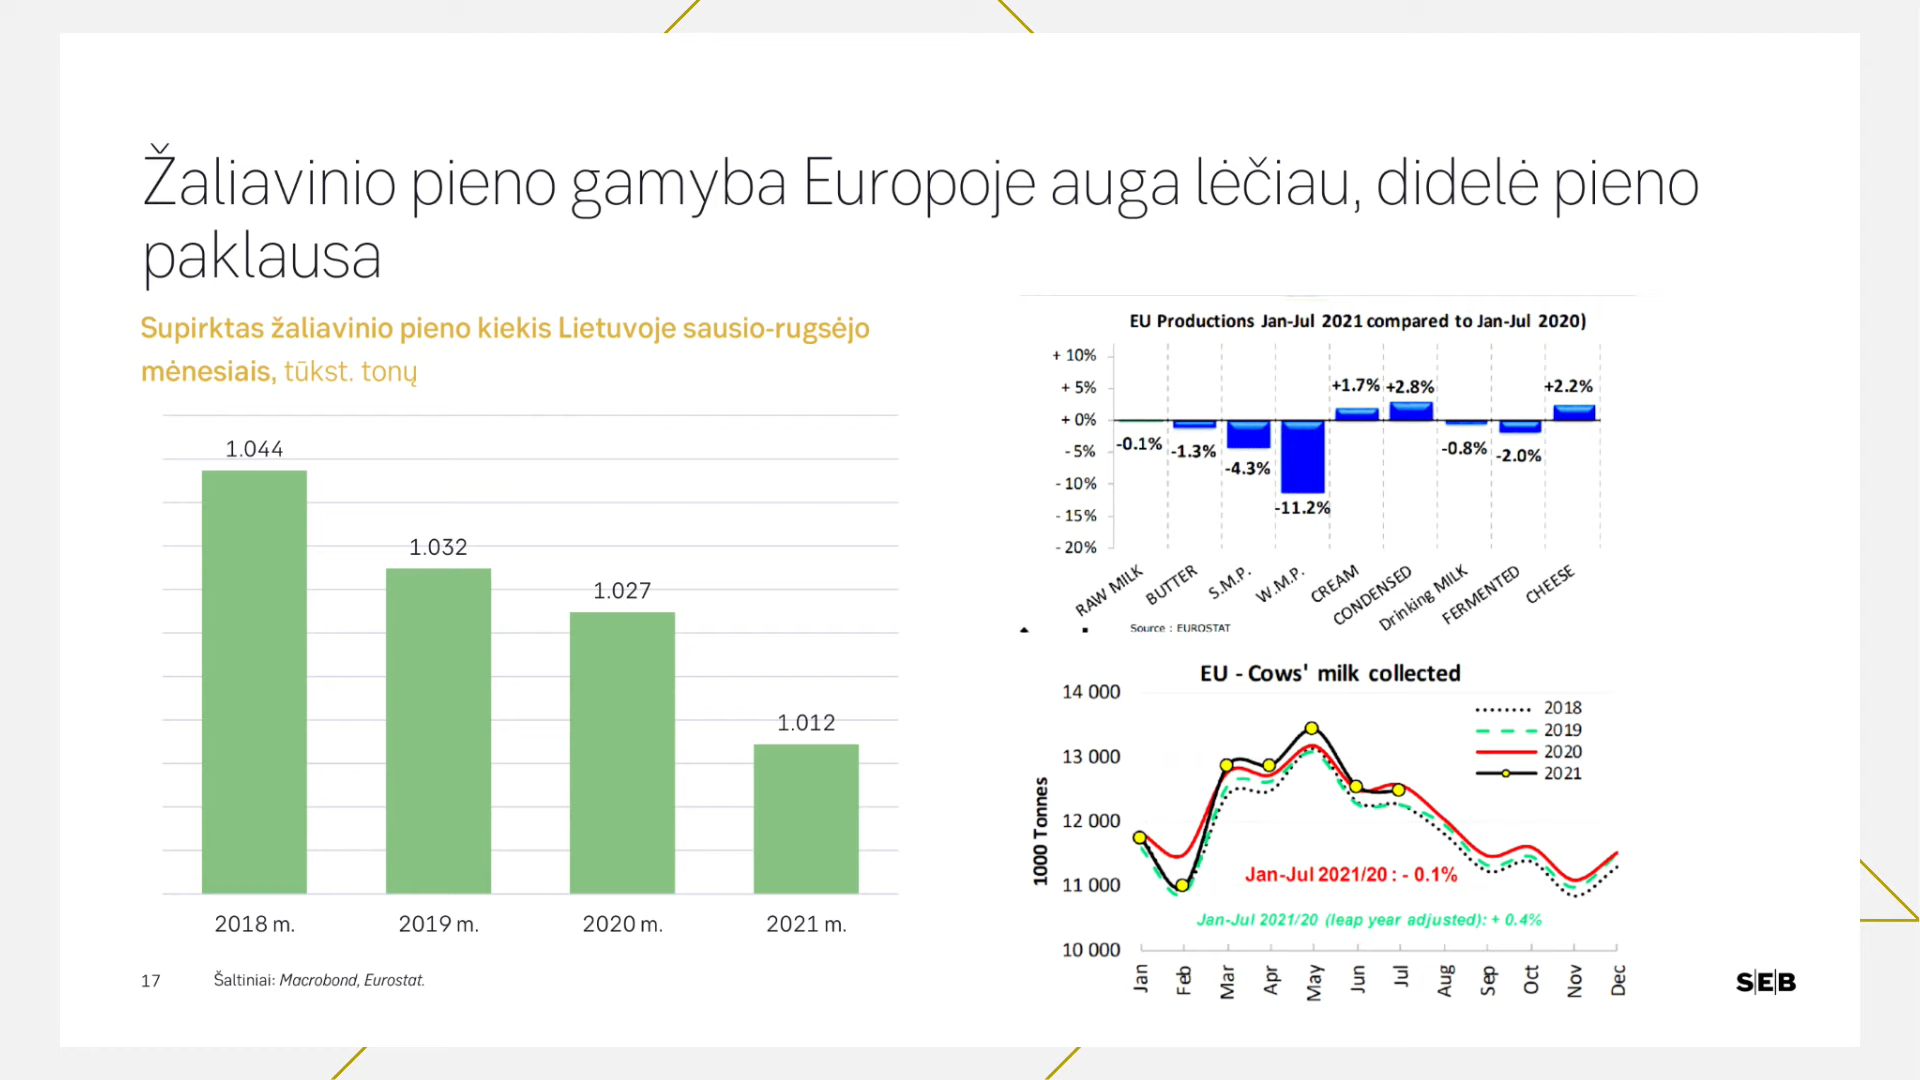 Žaliavinio pieno gamyba Europoje auga lėčiau, didelė pieno
paklausa
Supirktas žaliavinio pieno kiekis Lietuvoje sausio-rugsėjo
mėnesiais, tūkst. tonų
1.044
1.032
1.027
1.012
2018 m.
2019 m.
2020 m.
2021 m.
17
Šaltiniai: Macrobond, Eurostat.
EU Productions Jan-Jul 2021 compared to Jan-Jul 2020)
+ 10%
+ 5%
+ 0%
- 5%
- 10%
- 15%
- 20%
-0.1%
-1.3%
-4.3%
-11.2%
+1.7%
+2.8%
-0.8%
-2.0%
+2.2%
RAW MILK
BUTTER
S.M.P.
W.M.P.
CREAM
CONDENSED
Drinking MILK
FERMENTED
CHEESE
Source : EUROSTAT
EU - Cows' milk collected
14 000
13 000
12 000
11 000
10 000
1000 Tonnes
2018
2019
2020
2021
Jan-Jul 2021/20 : - 0.1%
Jan-Jul 2021/20 (leap year adjusted): + 0.4%
Jan
Feb
Mar
Apr
May
Jun
Jul
Aug
Sep
Oct
Nov
Dec
SEB